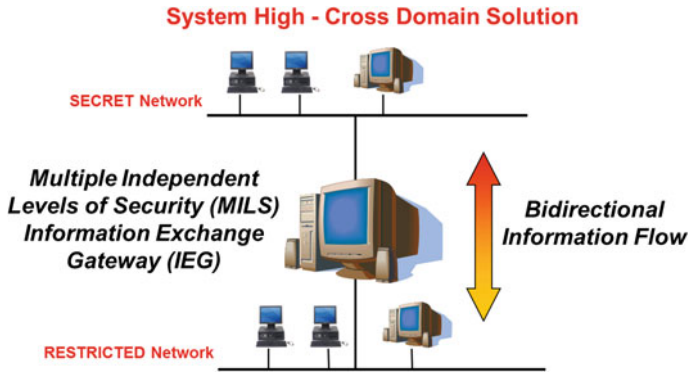 System High - Cross Domain Solution
SECRET Network
Multiple Independent
Levels of Security (MILS)
Information Exchange
Gateway (IEG)
Bidirectional
Information Flow
RESTRICTED Network